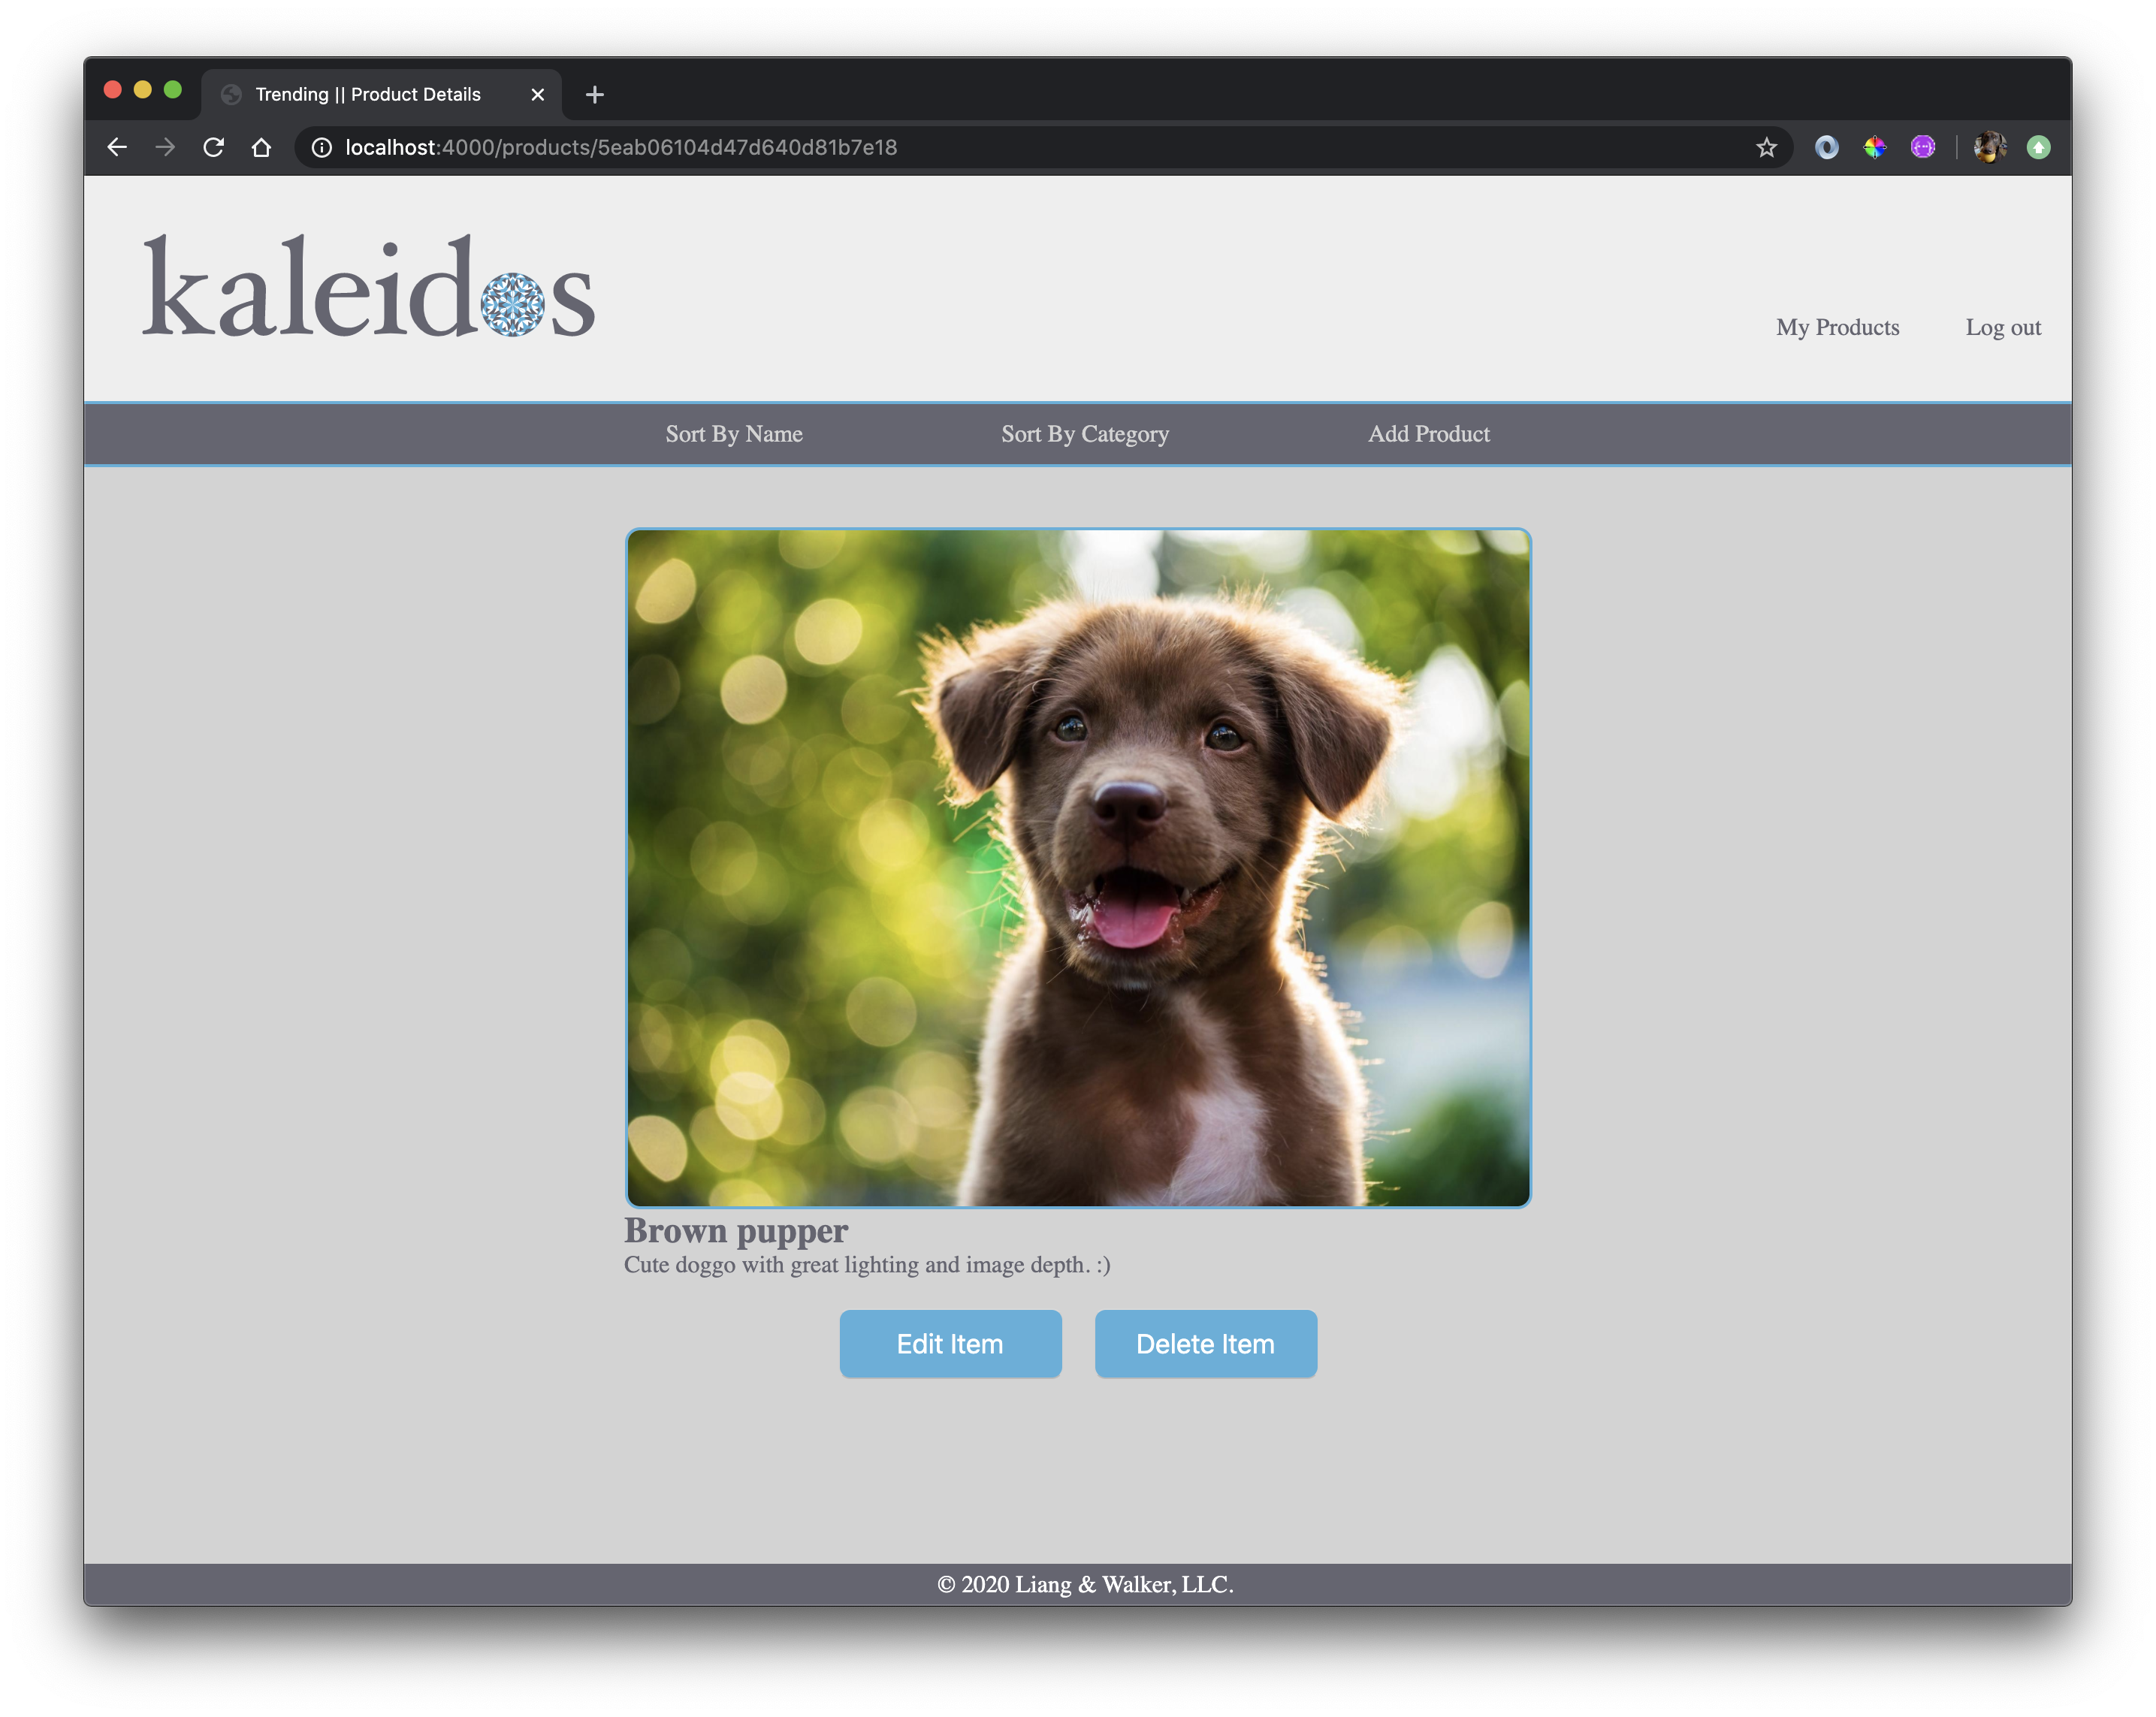 Trending || Product Details
localhost:4000/products/5eab06104d47d640d81b7e18
kaleidos
My Products Log out
Sort By Name Sort By Category Add Product
Brown pupper
Cute doggo with great lighting and image depth. :)
Edit Item Delete Item
© 2020 Liang & Walker, LLC.